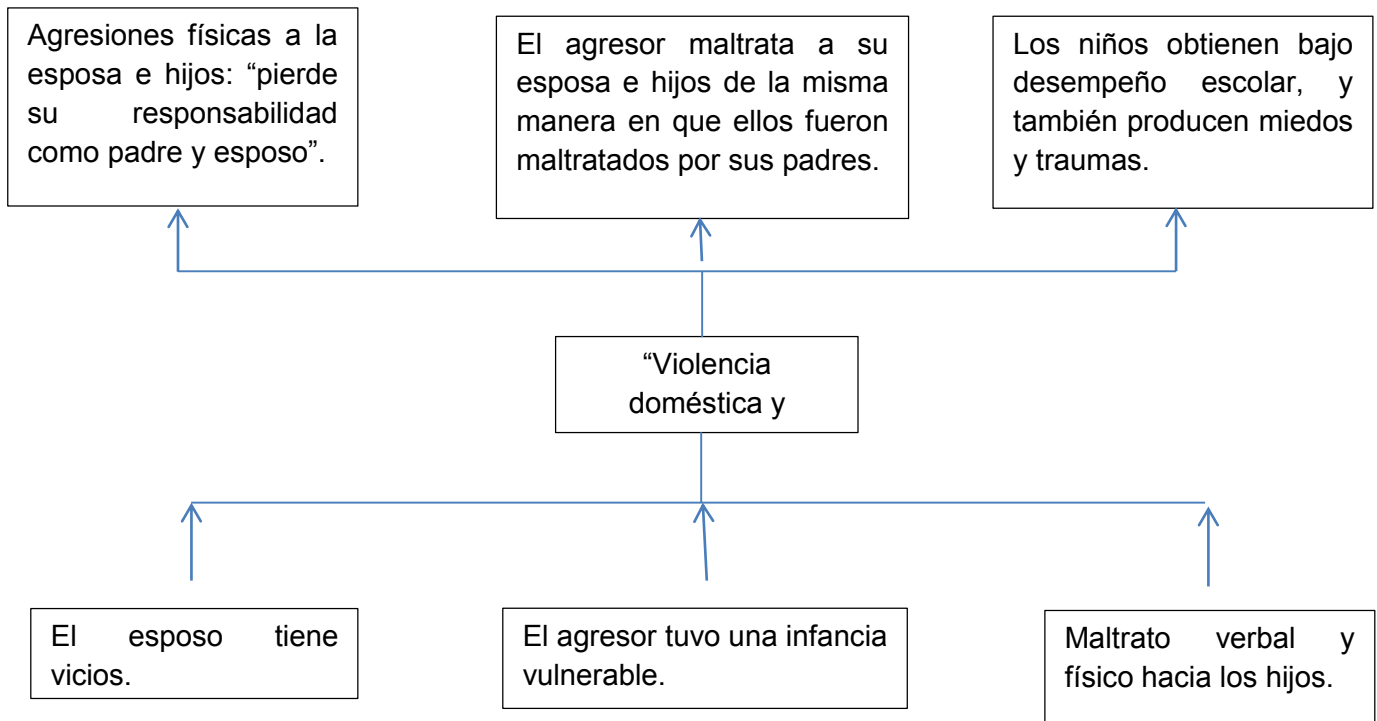 Agresiones físicas a la
esposa e hijos: “pierde
su responsabilidad
como padre y esposo”.
El agresor maltrata a su
esposa e hijos de la misma
manera en que ellos fueron
maltratados por sus padres.
Los niños obtienen bajo
desempeño escolar, y
también producen miedos
y traumas.
“Violencia
doméstica y
El esposo tiene
vicios.
El agresor tuvo una infancia
vulnerable.
Maltrato verbal y
físico hacia los hijos.